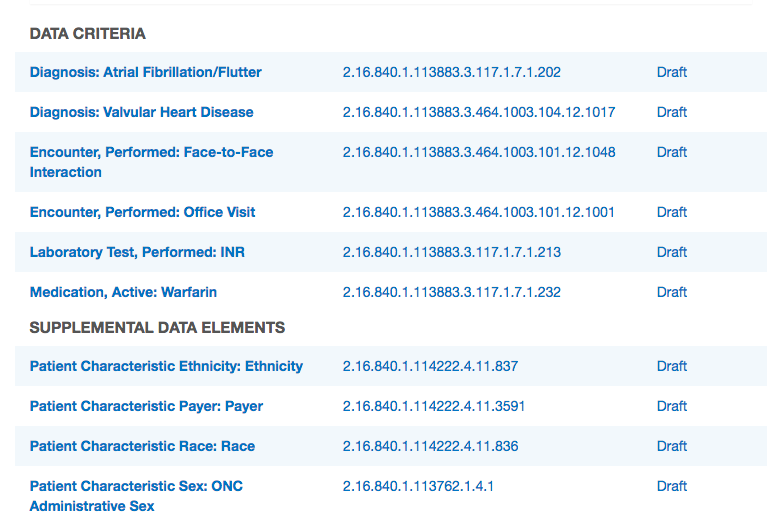 DATA CRITERIA
Diagnosis: Atrial Fibrillation/Flutter 2.16.840.1.113883.3.117.1.7.1.202 Draft
Diagnosis: Valvular Heart Disease 2.16.840.1.113883.3.464.1003.104.12.1017 Draft
Encounter, Performed: Face-to-Face 2.16.840.1.113883.3.464.1003.101.12.1048 Draft
Interaction
Encounter, Performed: Office Visit 2.16.840.1.113883.3.464.1003.101.12.1001 Draft
Laboratory Test, Performed: INR 2.16.840.1.113883.3.117.1.7.1.213 Draft
Medication, Active: Warfarin 2.16.840.1.113883.3.117.1.7.1.232 Draft
SUPPLEMENTAL DATA ELEMENTS
Patient Characteristic Ethnicity: Ethnicity 2.16.840.1.114222.4.11.837 Draft
Patient Characteristic Payer: Payer 2.16.840.1.114222.4.11.3591 Draft
Patient Characteristic Race: Race 2.16.840.1.114222.4.11.836 Draft
Patient Characteristic Sex: ONC 2.16.840.1.113762.1.4.1 Draft
Administrative Sex